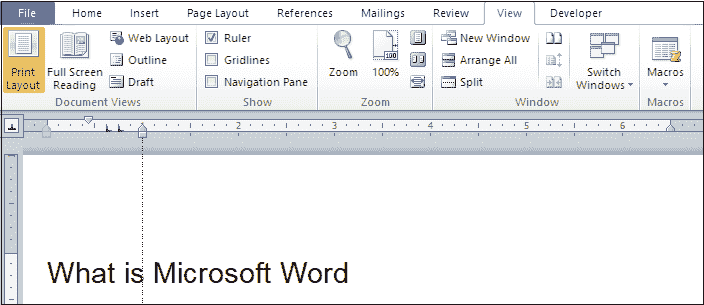 File Home Insert Page Layout References Mailings Review View Developer
Print Layout
Full Screen Reading
Web Layout
Outline
Draft
Document Views
Ruler
Gridlines
Navigation Pane
Show
Zoom
100%
100
Zoom
New Window
Arrange All
Split
Switch Windows
Window
Macros
Macros
2 3 4 5 6
What is Microsoft Word